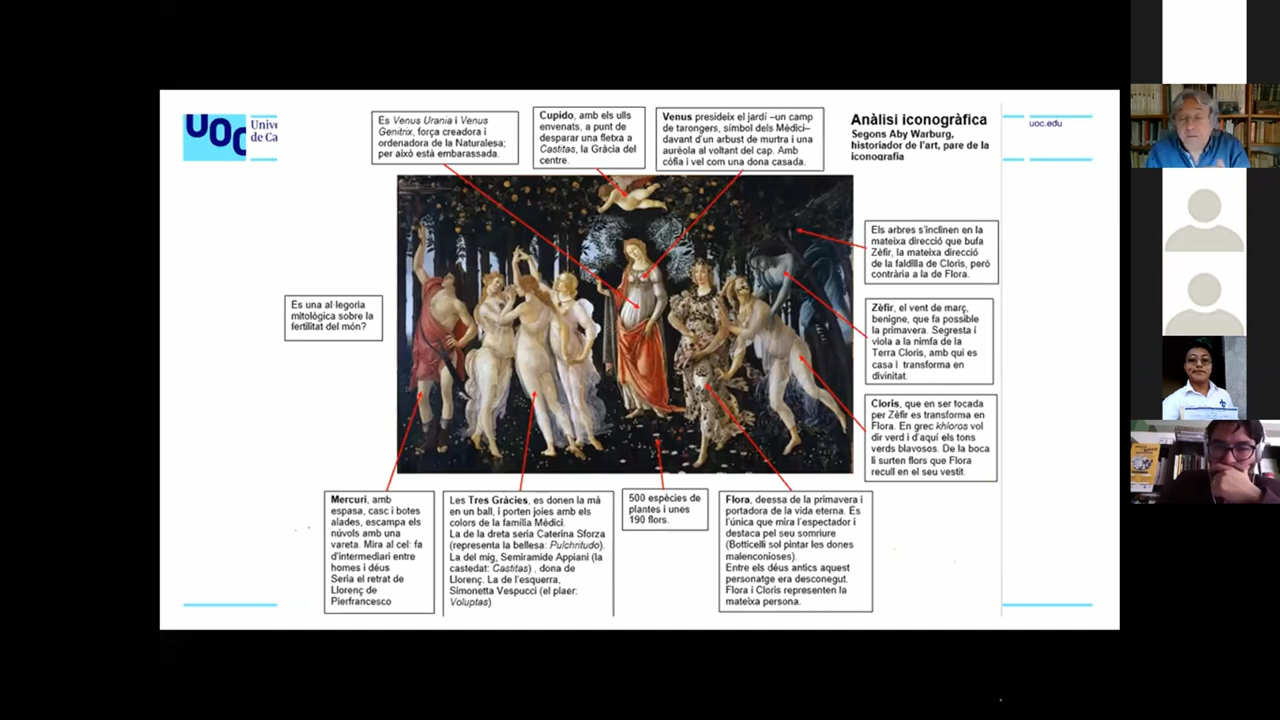 UOC
Unive
de Ca
Es Venus Urania i Venus
Genitrix, força creadora i
ordenadora de la Naturalesa;
per això està embarassada.
Cupido, amb els ulls
envenats, a punt de
desparar una fletxa a
Castitas, la Gràcia del
centre.
Venus presideix el jardí –un camp
de tarongers, símbol dels Mèdici–
davant d'un arbust de murtra i una
aurèola al voltant del cap. Amb
còfia i vel com una dona casada.
Anàlisi iconogràfica
Segons Aby Warburg,
historiador de l'art, pare de la
iconografia
uoc.edu
Els arbres s'inclinen en la
mateixa direcció que bufa
Zèfir, la mateixa direcció
de la faldilla de Cloris, però
contrària a la de Flora.
Es una al·legoria
mitològica sobre la
fertilitat del món?
Zèfir, el vent de març,
benigne, que fa possible
la primavera. Segresta i
viola a la nimfa de la
Terra Cloris, amb qui es
casa i transforma en
divinitat.
Cloris, que en ser tocada
per Zèfir es transforma en
Flora. En grec khloros vol
dir verd i d'aquí els tons
verds blavosos. De la boca
li surten flors que Flora
recull en el seu vestit.
Mercuri, amb
espasa, casc i botes
alades, escampa els
núvols amb una
vareta. Mira al cel: fa
d'intermediari entre
homes i déus
Seria el retrat de
Llorenç de
Pierfrancesco
Les Tres Gràcies, es donen la mà
en un ball, i porten joies amb els
colors de la família Mèdici.
La de dreta seria Caterina Sforza
(representa la bellesa: Pulchritudo).
La del mig, Semiramide Appiani (la
castedat: Castitas) , dona de
Llorenç. La de l'esquerra,
Simonetta Vespucci (el plaer:
Voluptas)
500 espècies de
plantes i unes
190 flors.
Flora, deessa de la primavera i
portadora de la vida eterna. És
l'única que mira l'espectador i
destaca pel seu somriure
(Botticelli sol pintar les dones
malenconioses).
Entre els déus antics aquest
personatge era desconegut.
Flora i Cloris representen la
mateixa persona.